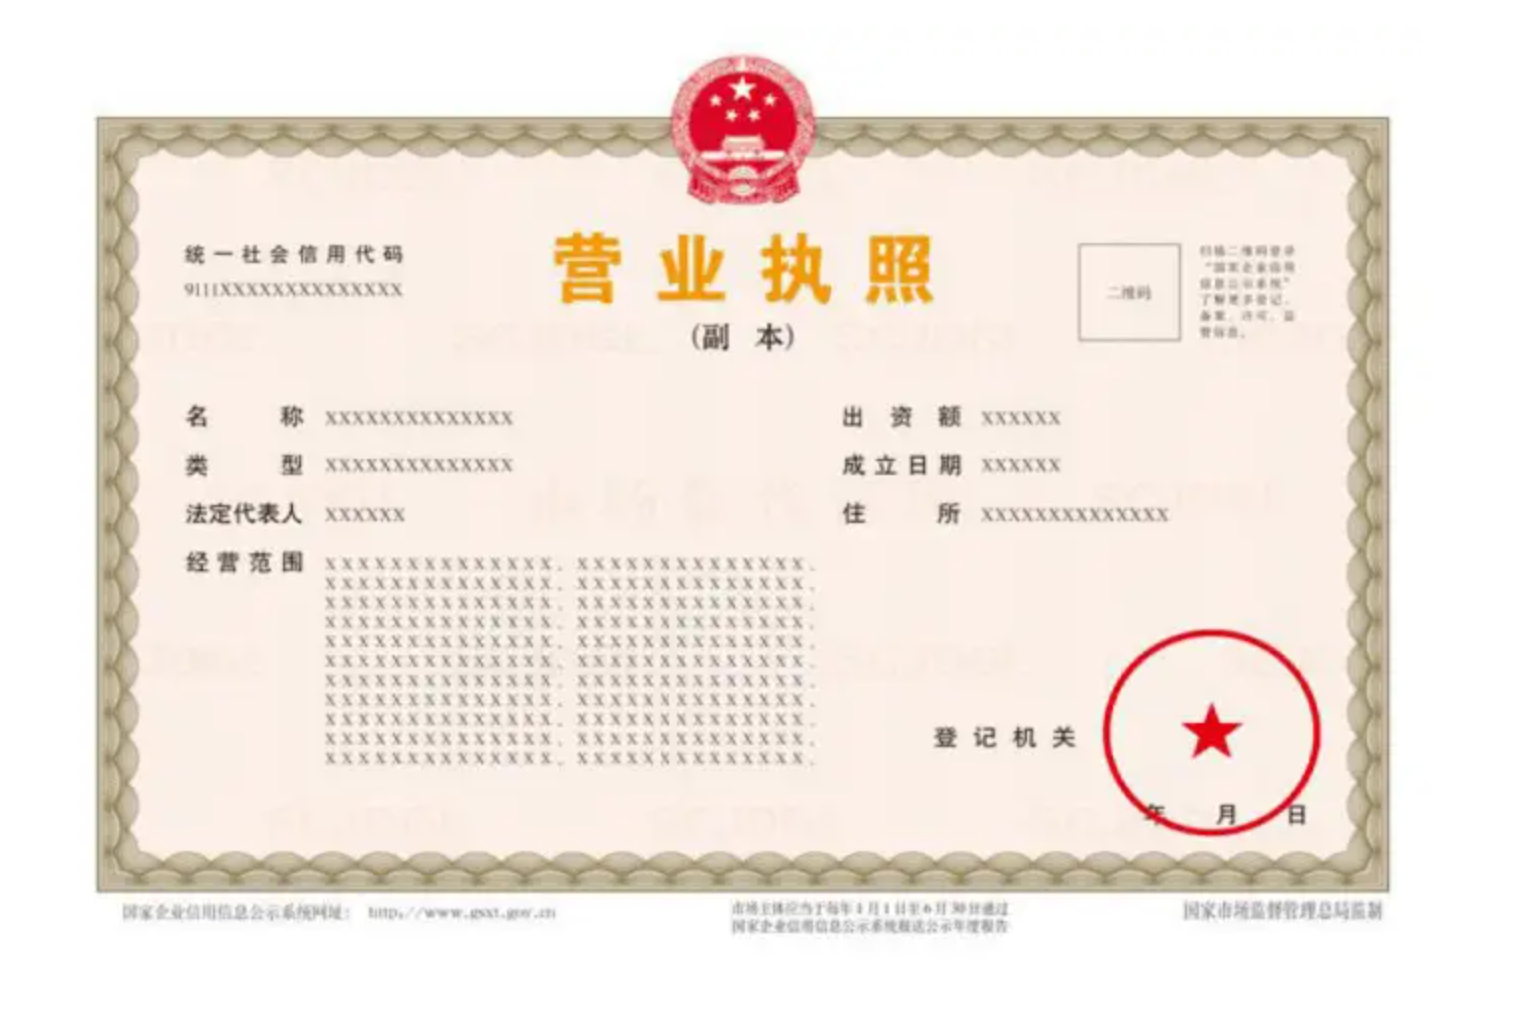 统一社会信用代码
9111XXXXXXXXXXXXXX
营业执照
(副 本)
二维码
扫描二维码登录
“国家企业信用
信息公示系统”
了解更多登记、
备案、许可、监
管信息。
名 称 XXXXXXXXXXXXXX
类 型 XXXXXXXXXXXXXX
法定代表人 XXXXXX
经营范围 XXXXXXXXXXXXXX. XXXXXXXXXXXXXX.
XXXXXXXXXXXXXX. XXXXXXXXXXXXXX.
XXXXXXXXXXXXXX. XXXXXXXXXXXXXX.
XXXXXXXXXXXXXX. XXXXXXXXXXXXXX.
XXXXXXXXXXXXXX. XXXXXXXXXXXXXX.
XXXXXXXXXXXXXX. XXXXXXXXXXXXXX.
XXXXXXXXXXXXXX. XXXXXXXXXXXXXX.
XXXXXXXXXXXXXX. XXXXXXXXXXXXXX.
XXXXXXXXXXXXXX. XXXXXXXXXXXXXX.
XXXXXXXXXXXXXX. XXXXXXXXXXXXXX.
XXXXXXXXXXXXXX. XXXXXXXXXXXXXX.
出 资 额 XXXXXX
成立日期 XXXXXX
住 所 XXXXXXXXXXXXXX
登记机关
年 月 日
国家企业信用信息公示系统网址: http://www.gsxt.gov.cn
市场主体应当于每年1月1日至6月30日通过
国家企业信用信息公示系统报送公示年度报告
国家市场监督管理总局监制